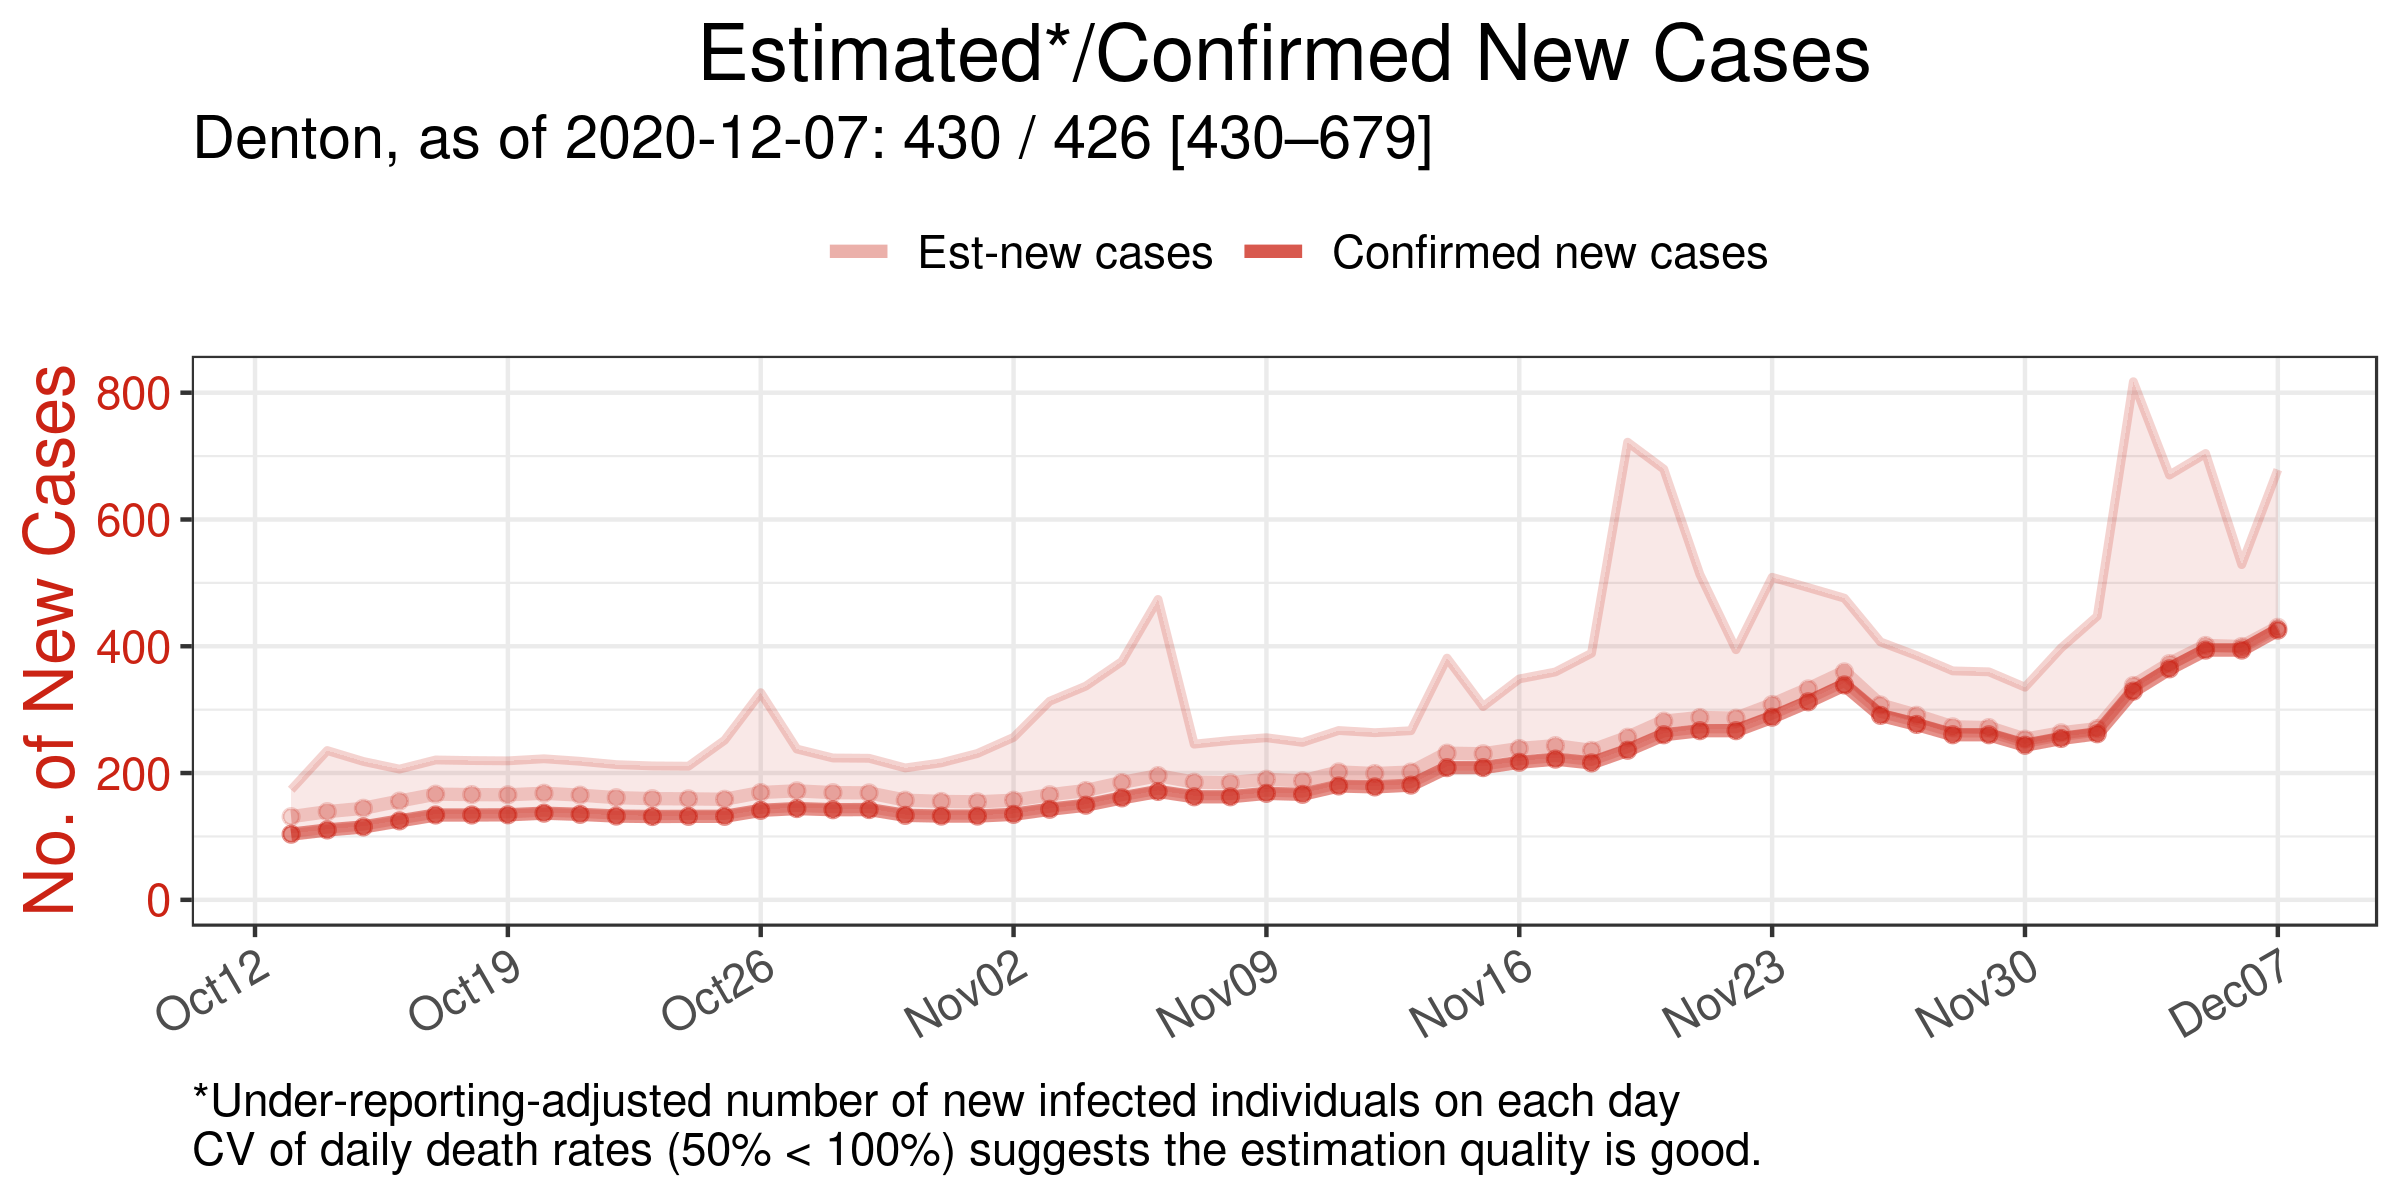 Estimated*/Confirmed New Cases
Denton, as of 2020-12-07: 430 / 426 [430–679]
Est-new cases
Confirmed new cases
No. of New Cases
800
600
400
200
0
Oct12
Oct19
Oct26
Nov02
Nov09
Nov16
Nov23
Nov30
Dec07
*Under-reporting-adjusted number of new infected individuals on each day
CV of daily death rates (50% < 100%) suggests the estimation quality is good.